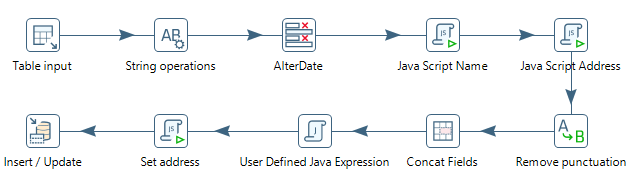 Table input
String operations
AlterDate
Java Script Name
Java Script Address
Insert / Update
Set address
User Defined Java Expression
Concat Fields
Remove punctuation